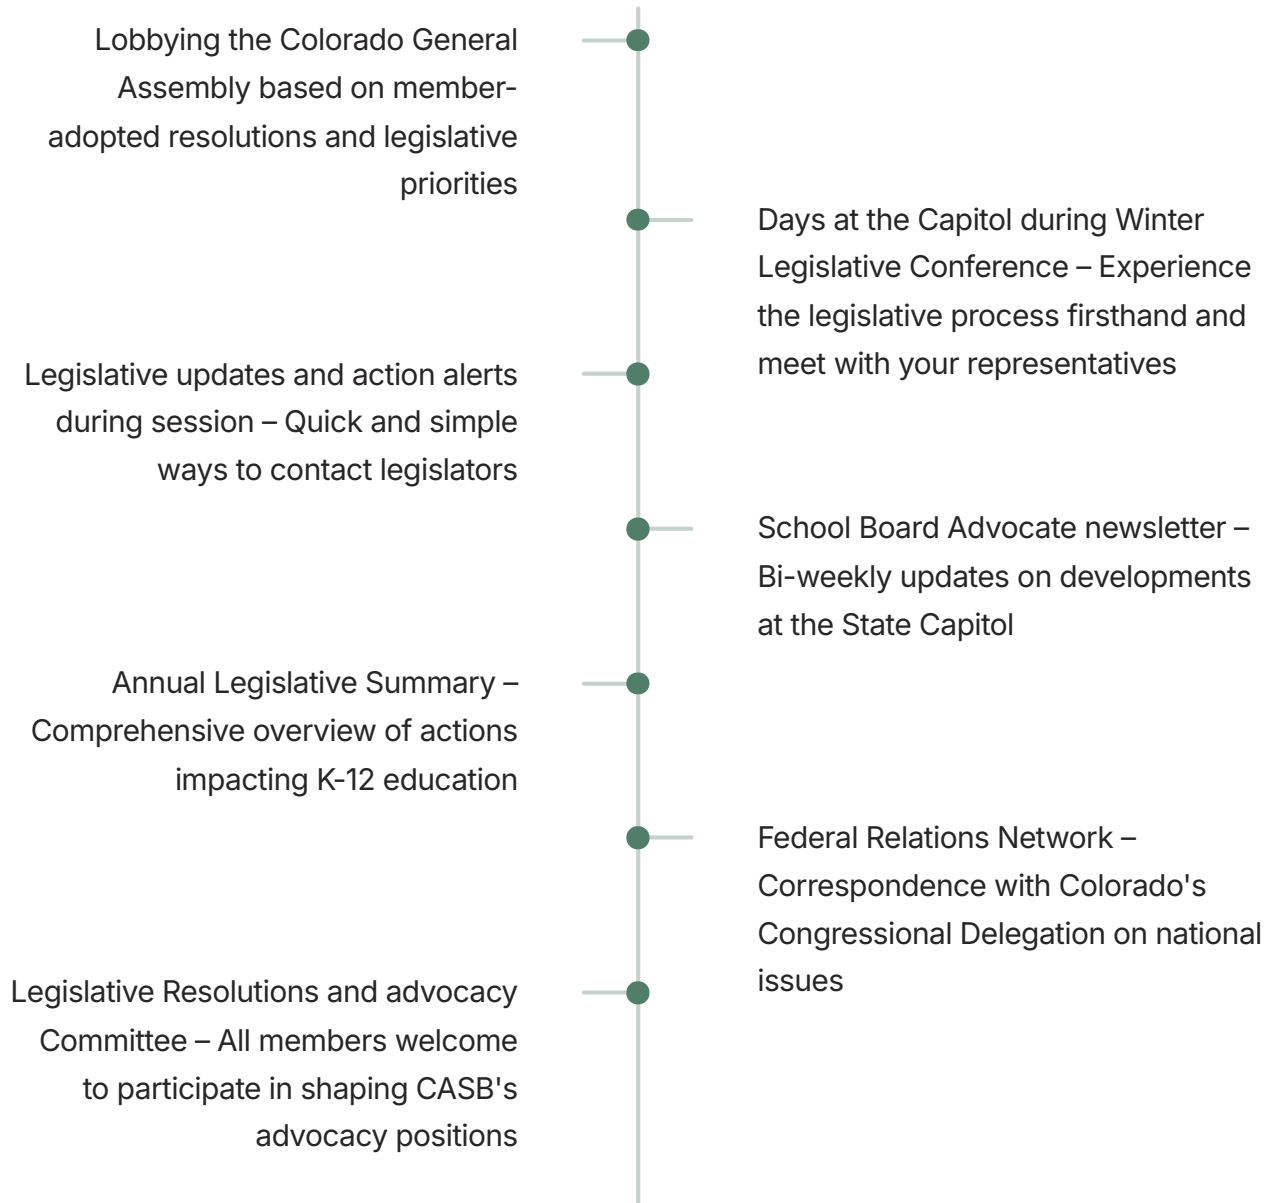 Lobbying the Colorado General
Assembly based on member-
adopted resolutions and legislative
priorities
Days at the Capitol during Winter
Legislative Conference – Experience
the legislative process firsthand and
meet with your representatives
Legislative updates and action alerts
during session – Quick and simple
ways to contact legislators
School Board Advocate newsletter –
Bi-weekly updates on developments
at the State Capitol
Annual Legislative Summary –
Comprehensive overview of actions
impacting K-12 education
Federal Relations Network –
Correspondence with Colorado's
Congressional Delegation on national
issues
Legislative Resolutions and advocacy
Committee – All members welcome
to participate in shaping CASB's
advocacy positions